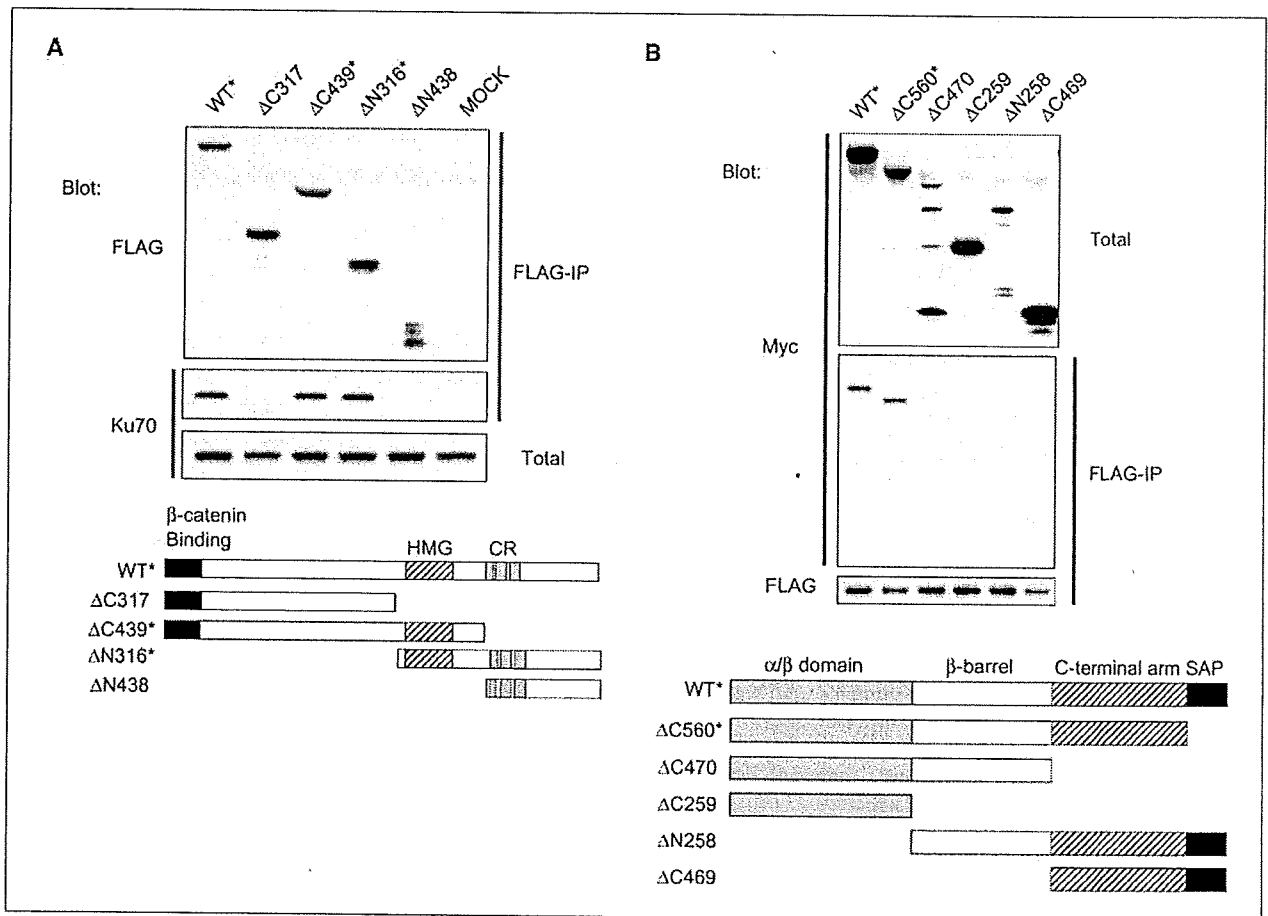 A
WT*
ΔC317
ΔC439*
ΔN316*
ΔN438
MOCK
Blot:
FLAG
FLAG-IP
Ku70
Total
β-catenin
Binding
HMG
CR
WT*
ΔC317
ΔC439*
ΔN316*
ΔN438
B
WT*
ΔC560*
ΔC470
ΔC259
ΔN258
ΔC469
Blot:
Total
Myc
FLAG-IP
FLAG
α/β domain
β-barrel
C-terminal arm SAP
WT*
ΔC560*
ΔC470
ΔC259
ΔN258
ΔC469